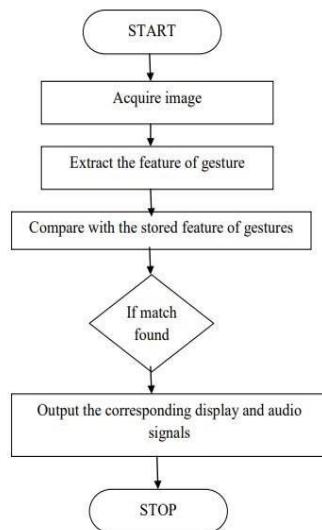 START
Acquire image
Extract the feature of gesture
Compare with the stored feature of gestures
If match
found
Output the corresponding display and audio
signals
STOP